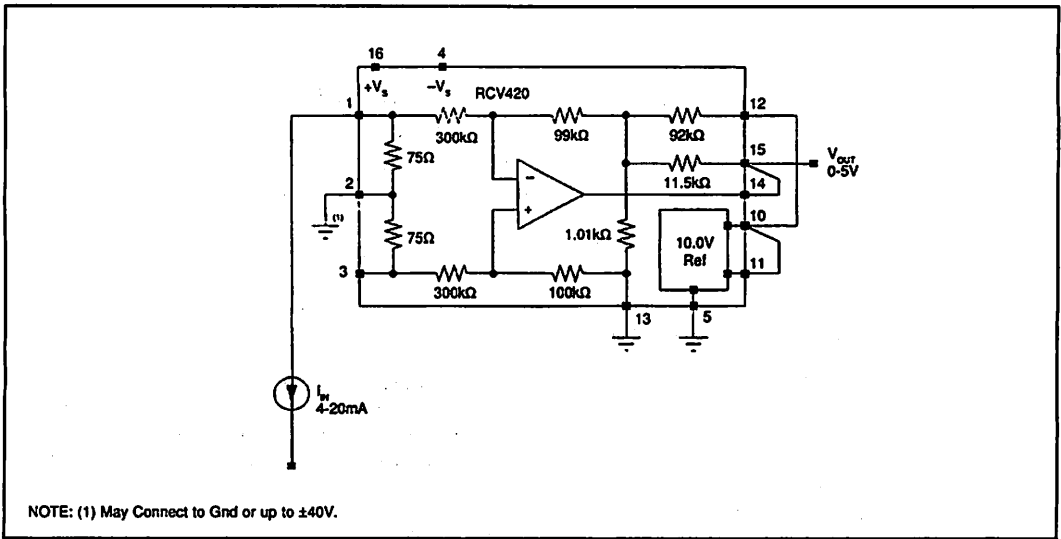 16
4
+Vs
−Vs
RCV420
1
12
300kΩ
99kΩ
92kΩ
75Ω
15
VOUT
0-5V
11.5kΩ
2
14
−
+
(1)
10
75Ω
1.01kΩ
10.0V
Ref
3
11
300kΩ
100kΩ
13
5
IIN
4-20mA
NOTE: (1) May Connect to Gnd or up to ±40V.